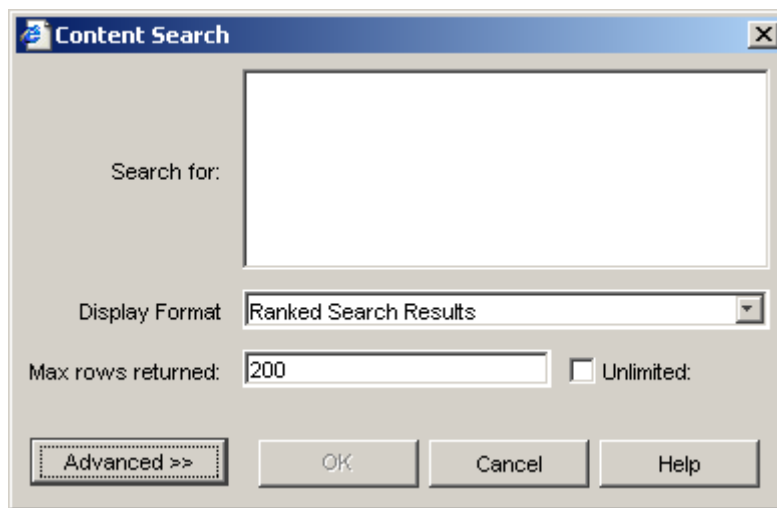 Content Search
Search for:
Display Format
Ranked Search Results
Max rows returned:
200
Unlimited:
Advanced >>
OK
Cancel
Help